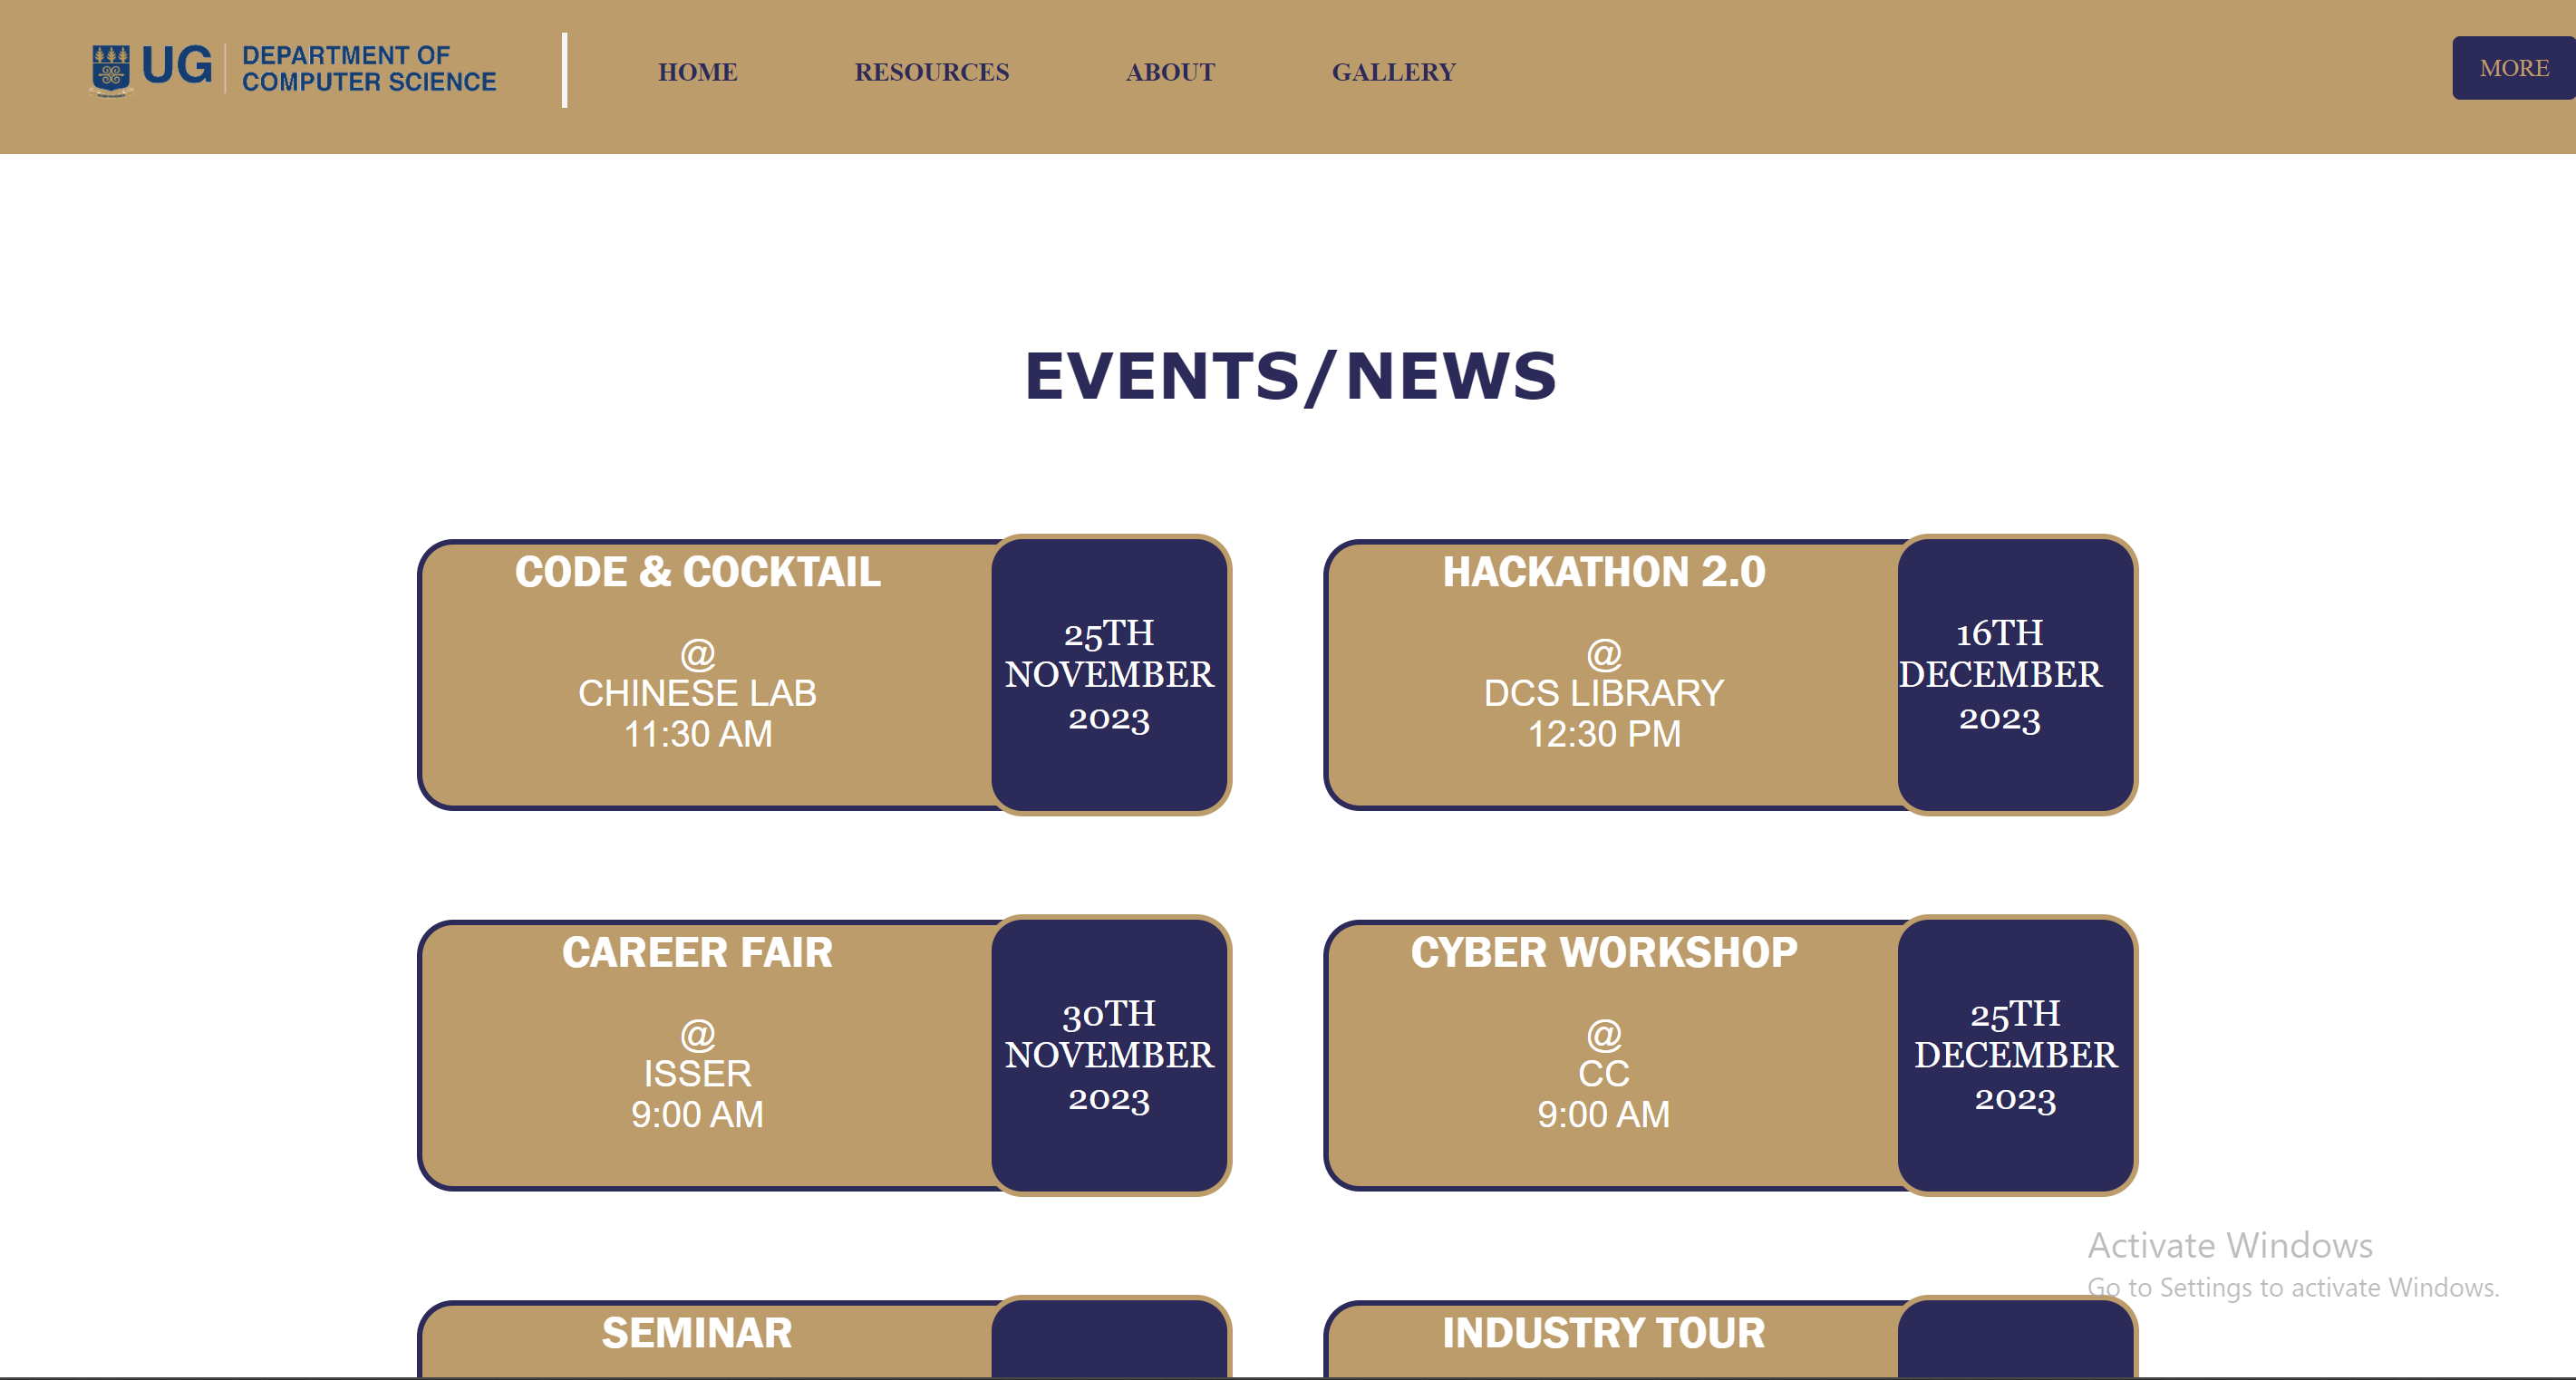 UG
DEPARTMENT OF
COMPUTER SCIENCE
HOME
RESOURCES
ABOUT
GALLERY
MORE
EVENTS/NEWS
CODE & COCKTAIL
@
CHINESE LAB
11:30 AM
25TH
NOVEMBER
2023
HACKATHON 2.0
@
DCS LIBRARY
12:30 PM
16TH
DECEMBER
2023
CAREER FAIR
@
ISSER
9:00 AM
30TH
NOVEMBER
2023
CYBER WORKSHOP
@
CC
9:00 AM
25TH
DECEMBER
2023
SEMINAR
INDUSTRY TOUR
Activate Windows
Go to Settings to activate Windows.